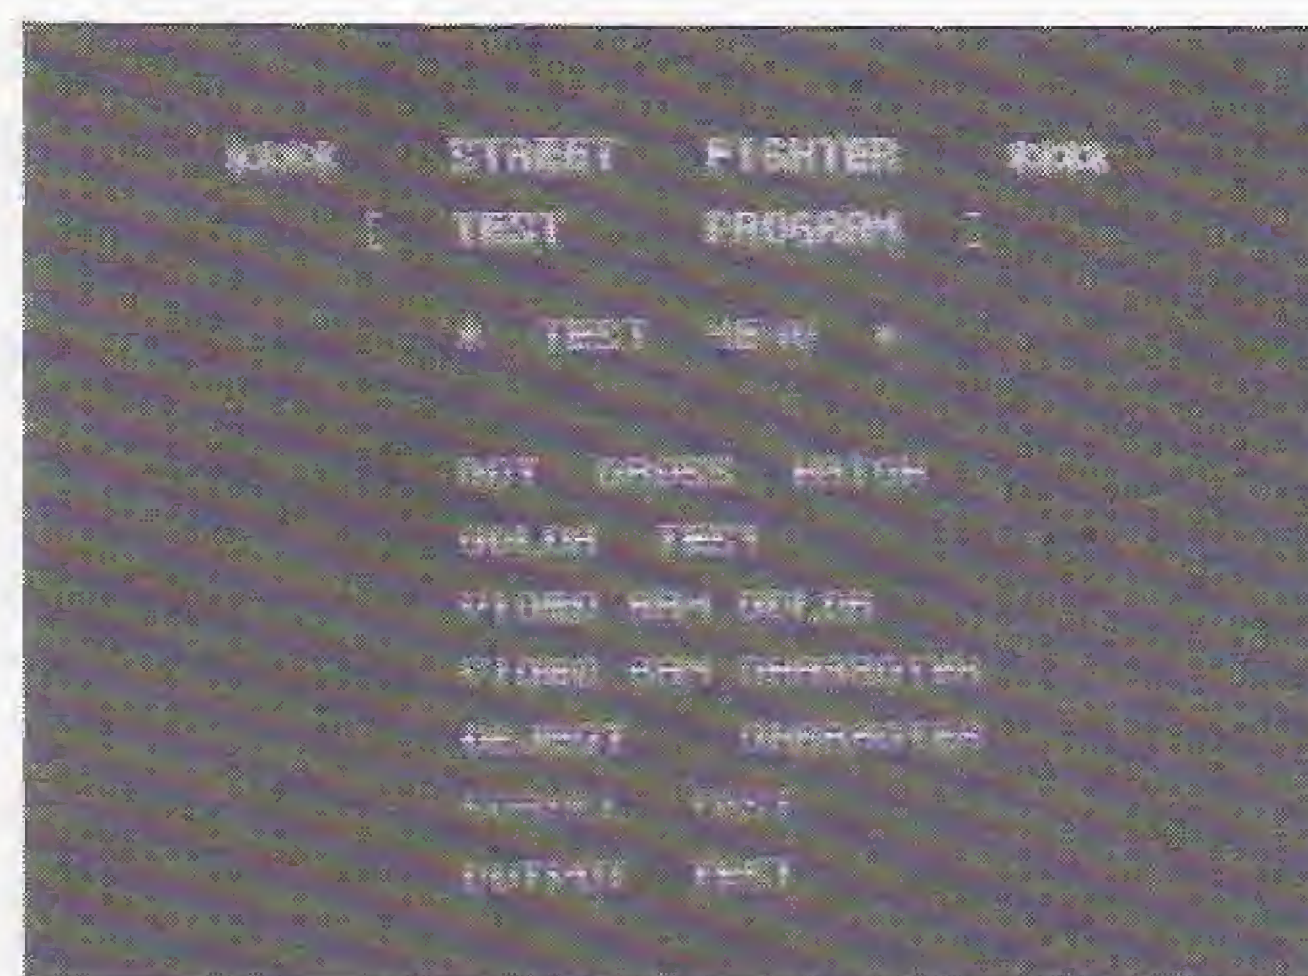 **** STREET FIGHTER ****
[ TEST PROGRAM ]
* TEST MENU *
DOT CROSS HATCH
COLOR TEST
VIDEO RAM COLOR
VIDEO RAM CHARACTER
OBJECT CHARACTER
TEST
TEST